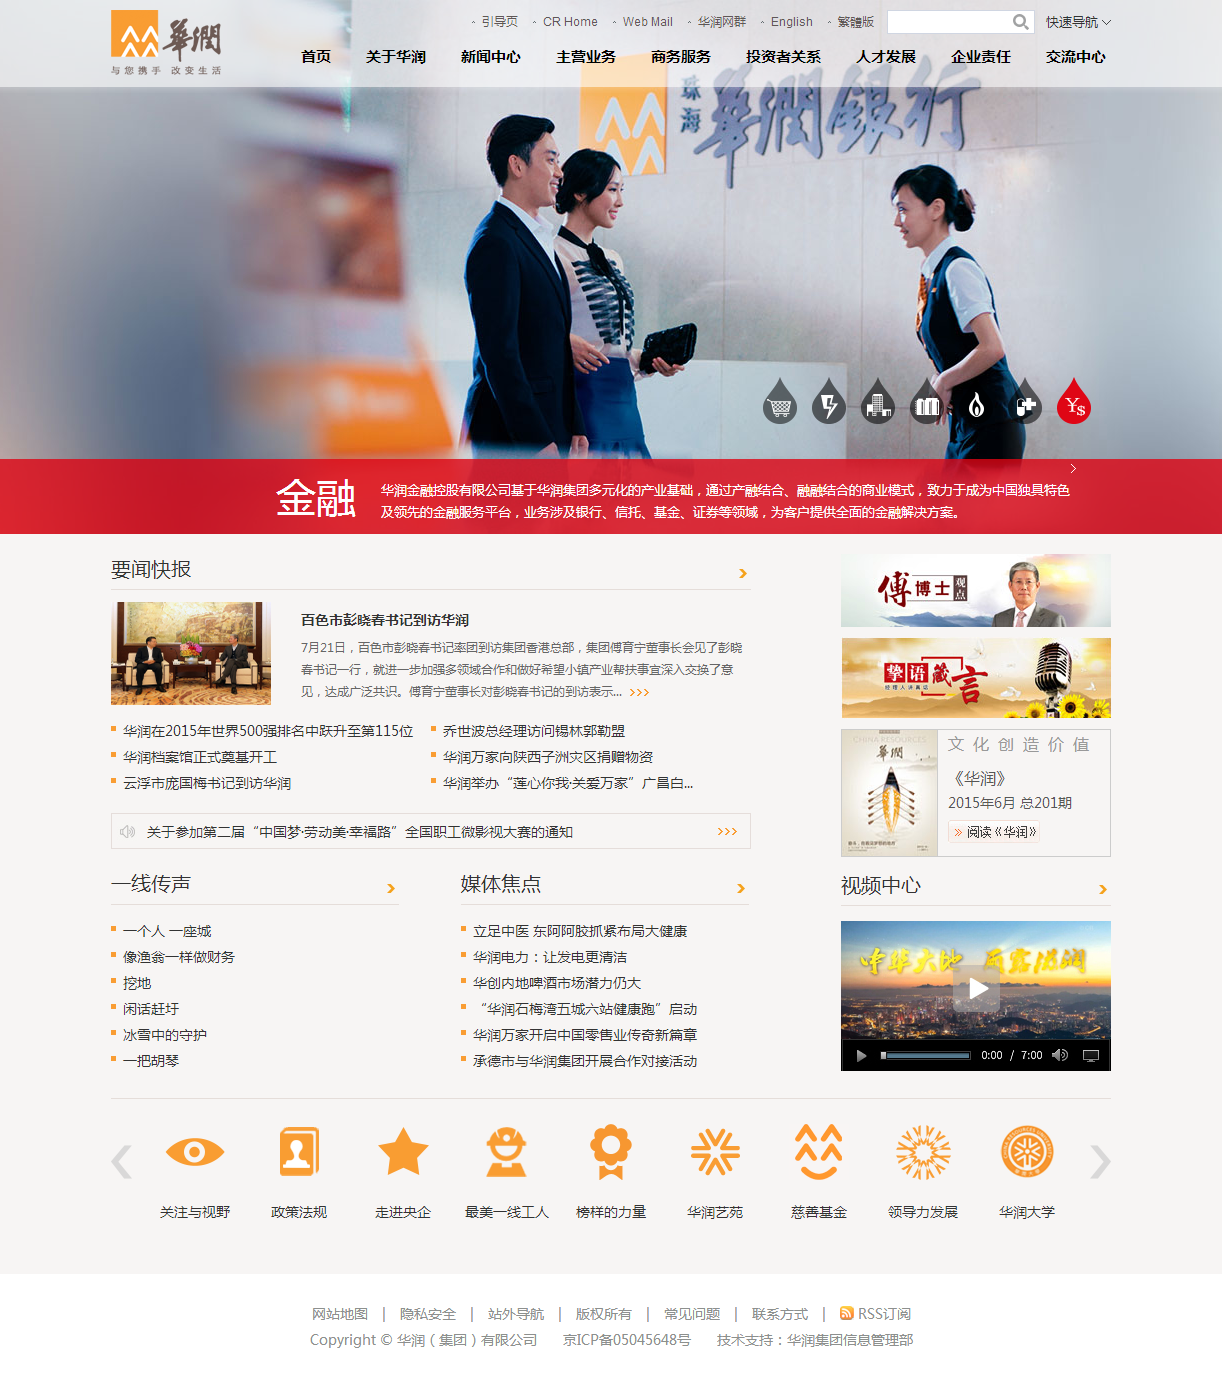 華潤
与您携手 改变生活
引导页 CR Home Web Mail 华润网群 English 繁體版
快速导航
首页 关于华润 新闻中心 主营业务 商务服务 投资者关系 人才发展 企业责任 交流中心
珠海 華潤銀行
金融
华润金融控股有限公司基于华润集团多元化的产业基础，通过产融结合、融融结合的商业模式，致力于成为中国独具特色
及领先的金融服务平台，业务涉及银行、信托、基金、证券等领域，为客户提供全面的金融解决方案。
要闻快报
百色市彭晓春书记到访华润
7月21日，百色市彭晓春书记率团到访集团香港总部，集团傅育宁董事长会见了彭晓
春书记一行，就进一步加强多领域合作和做好希望小镇产业帮扶事宜深入交换了意
见，达成广泛共识。傅育宁董事长对彭晓春书记的到访表示... >>>
华润在2015年世界500强排名中跃升至第115位
乔世波总经理访问锡林郭勒盟
华润档案馆正式奠基开工
华润万家向陕西子洲灾区捐赠物资
云浮市庞国梅书记到访华润
华润举办“莲心你我·关爱万家”广昌白...
关于参加第二届“中国梦·劳动美·幸福路”全国职工微影视大赛的通知 >>>
傅博士观点
挚语箴言
经理人讲真话
CHINA RESOURCES
華潤
文化创造价值
《华润》
2015年6月 总201期
» 阅读《华润》
一线传声
一个人 一座城
像渔翁一样做财务
挖地
闲话赶圩
冰雪中的守护
一把胡琴
媒体焦点
立足中医 东阿阿胶抓紧布局大健康
华润电力：让发电更清洁
华创内地啤酒市场潜力仍大
“华润石梅湾五城六站健康跑”启动
华润万家开启中国零售业传奇新篇章
承德市与华润集团开展合作对接活动
视频中心
中华大地 雨露滋润
0:00 / 7:00
关注与视野 政策法规 走进央企 最美一线工人 榜样的力量 华润艺苑 慈善基金 领导力发展 华润大学
网站地图 | 隐私安全 | 站外导航 | 版权所有 | 常见问题 | 联系方式 | RSS订阅
Copyright © 华润（集团）有限公司 京ICP备05045648号 技术支持：华润集团信息管理部